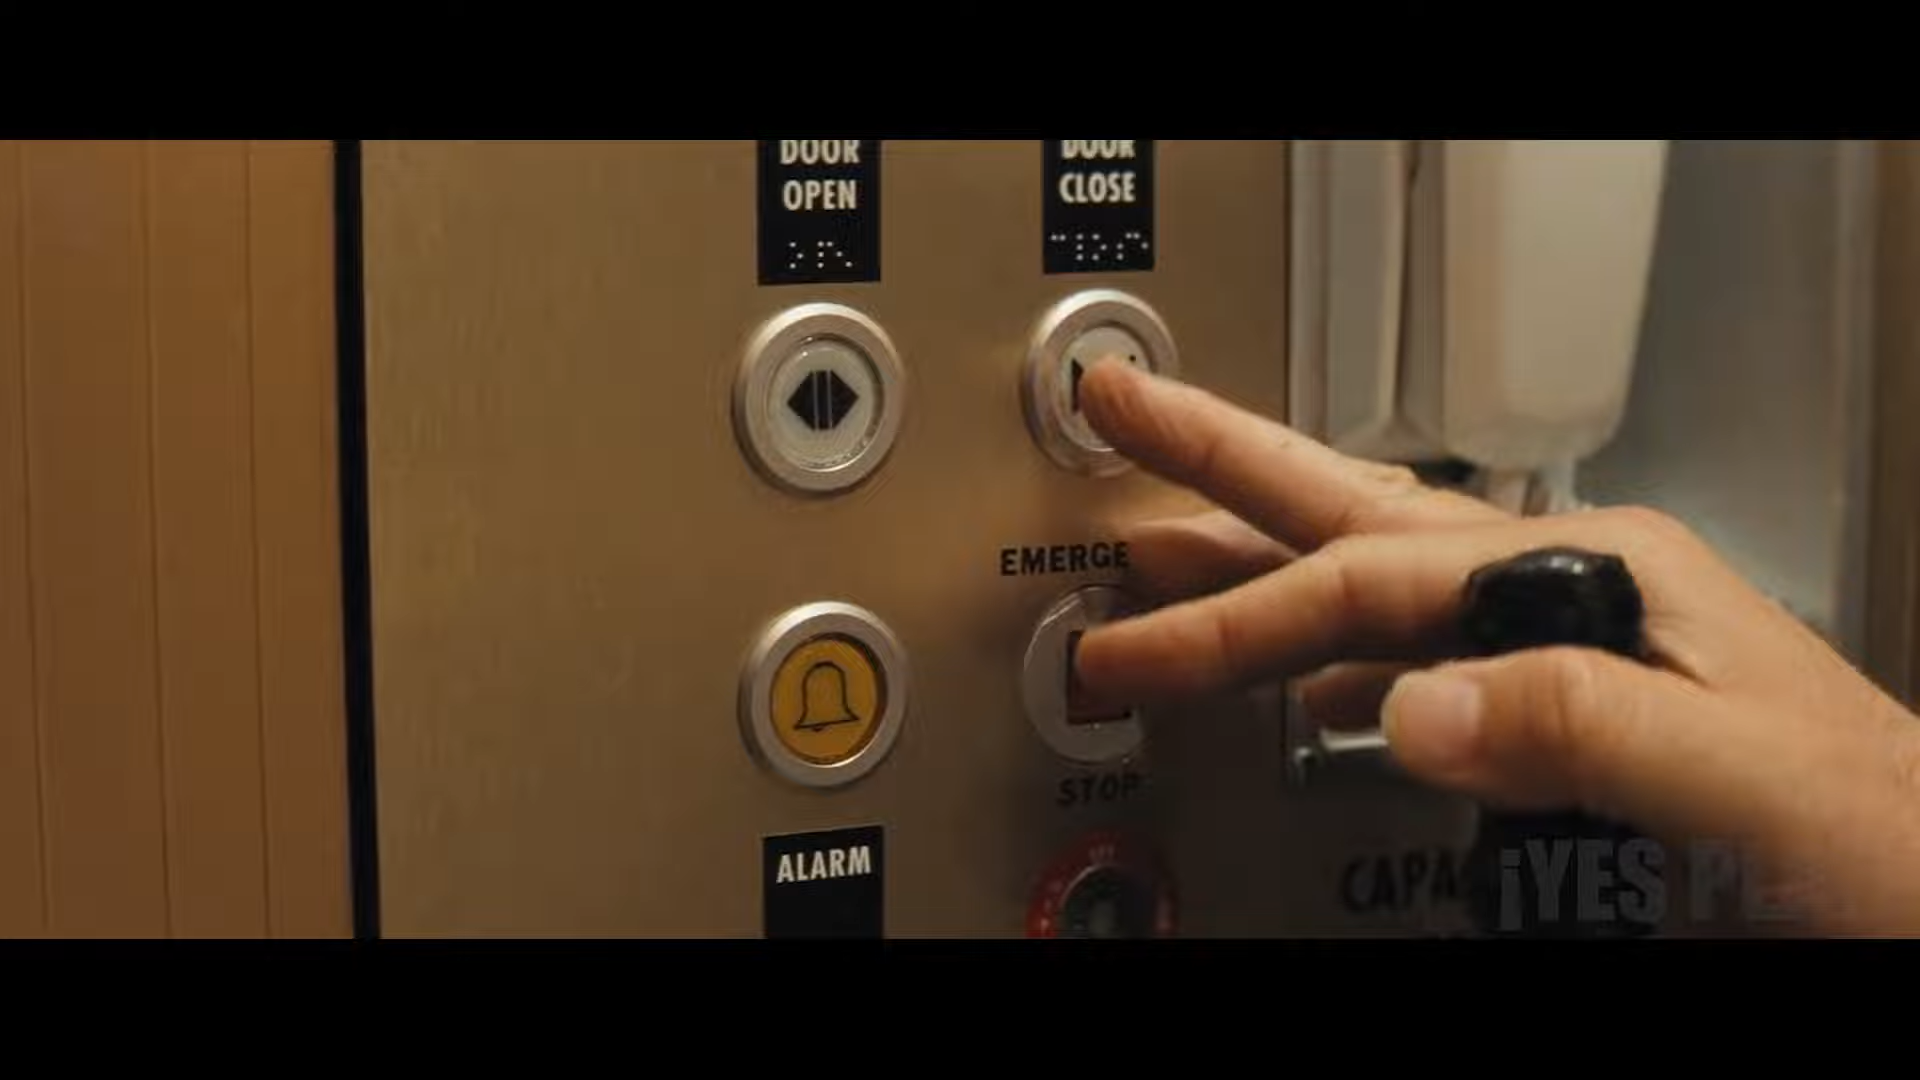 DOOR
OPEN
DOOR
CLOSE
EMERGE
STOP
ALARM
CAPA
¡YES